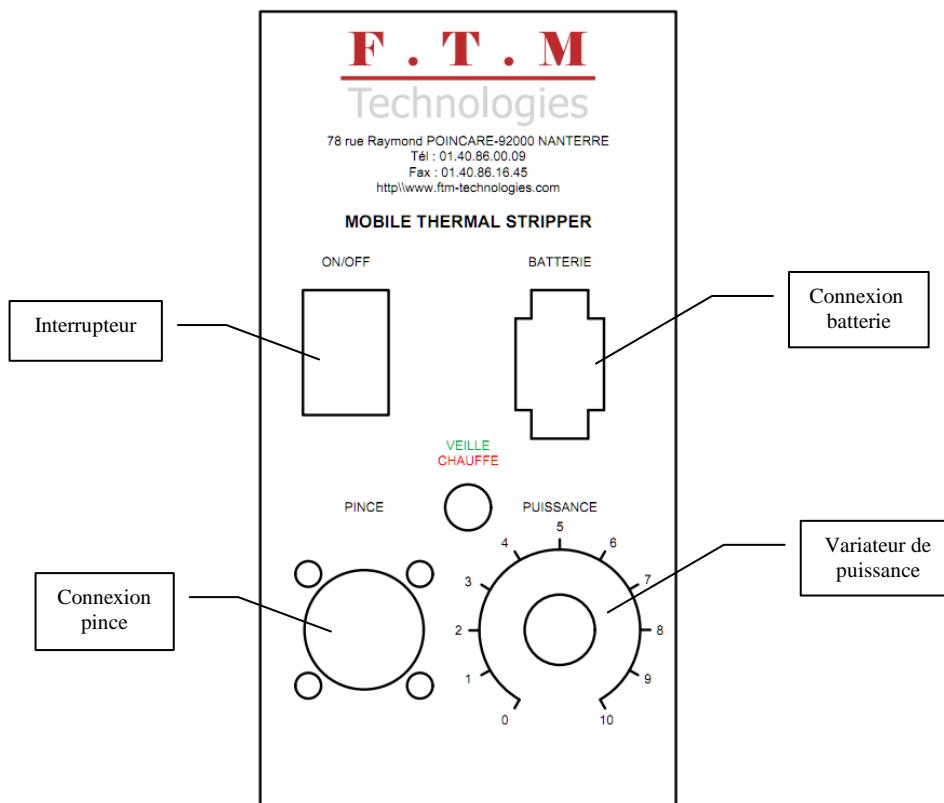 F . T . M
Technologies
78 rue Raymond POINCARE-92000 NANTERRE
Tél : 01.40.86.00.09
Fax : 01.40.86.16.45
http\\www.ftm-technologies.com
MOBILE THERMAL STRIPPER
ON/OFF
BATTERIE
Interrupteur
Connexion
batterie
VEILLE
CHAUFFE
PINCE
PUISSANCE
0
1
2
3
4
5
6
7
8
9
10
Connexion
pince
Variateur de
puissance